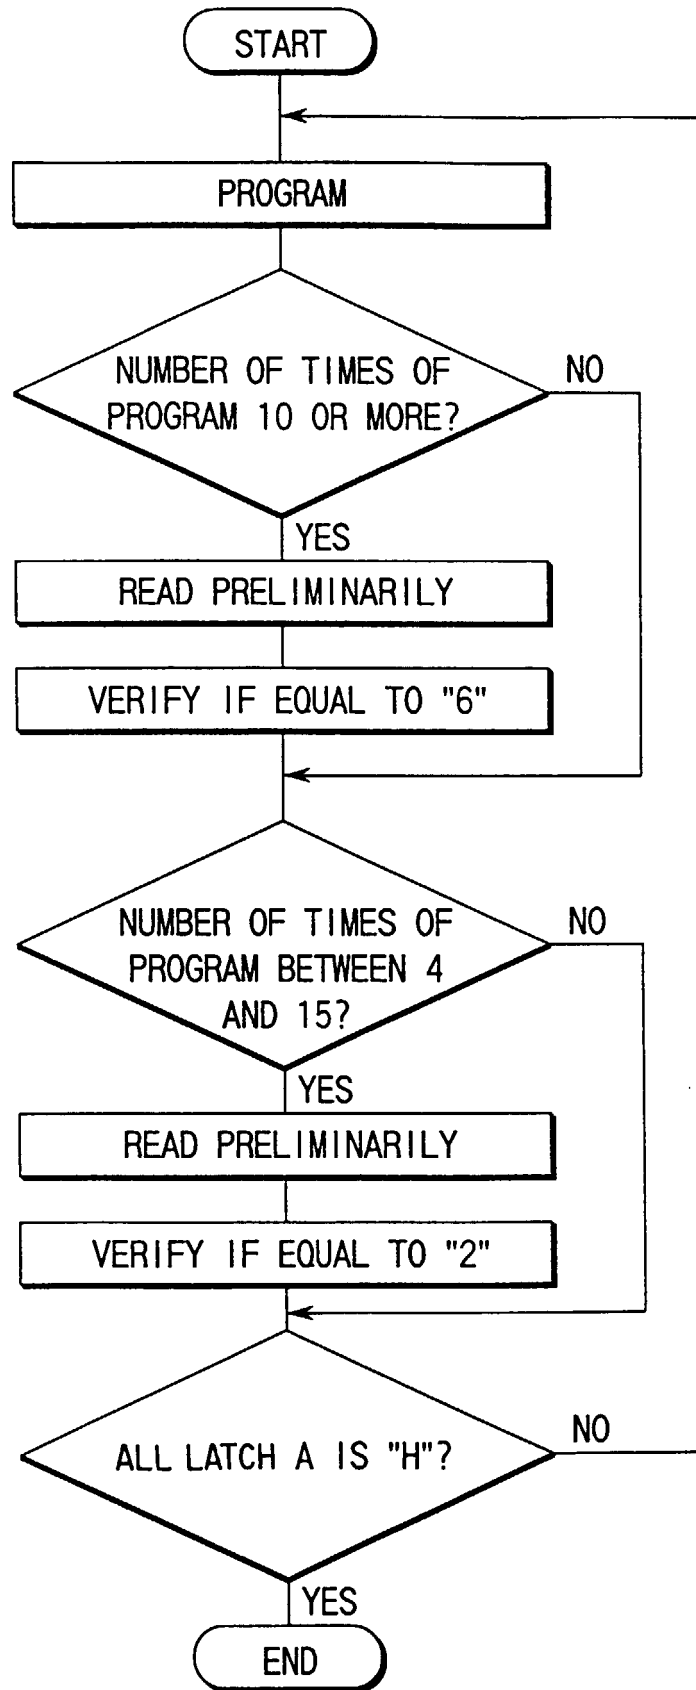 START
PROGRAM
NUMBER OF TIMES OF
PROGRAM 10 OR MORE?
NO
YES
READ PRELIMINARILY
VERIFY IF EQUAL TO "6"
NUMBER OF TIMES OF
PROGRAM BETWEEN 4
AND 15?
NO
YES
READ PRELIMINARILY
VERIFY IF EQUAL TO "2"
ALL LATCH A IS "H"?
NO
YES
END